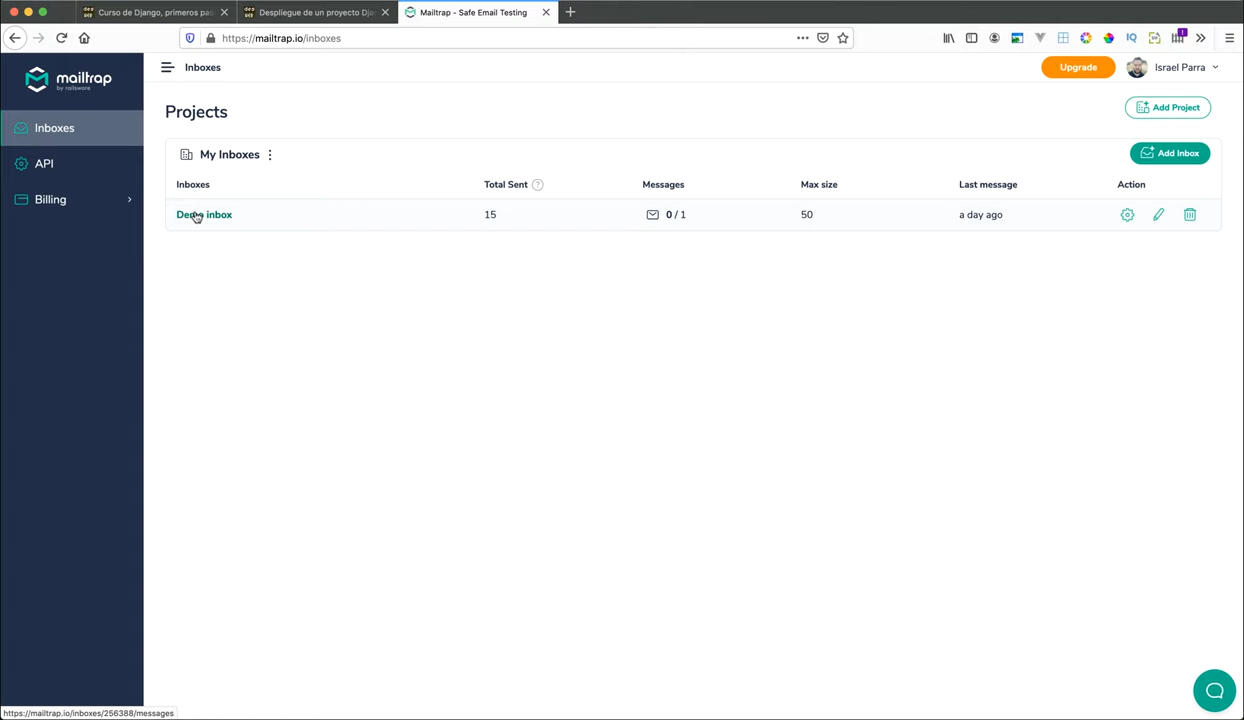 Curso de Django, primeros pa
Despliegue de un proyecto Dja
Mailtrap - Safe Email Testing
https://mailtrap.io/inboxes
mailtrap
by railsware
Inboxes
Upgrade
Israel Parra
Inboxes
API
Billing
Projects
Add Project
My Inboxes
Add Inbox
Inboxes
Total Sent
?
Messages
Max size
Last message
Action
Demo inbox
15
0 / 1
50
a day ago
https://mailtrap.io/inboxes/256388/messages